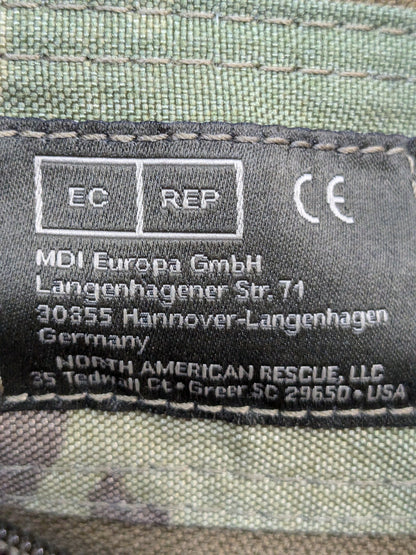 EC REP CE
MDI Europa GmbH
Langenhagener Str. 71
30855 Hannover-Langenhagen
Germany
NORTH AMERICAN RESCUE, LLC
35 Tedwall Ct • Greer SC 29650 • USA